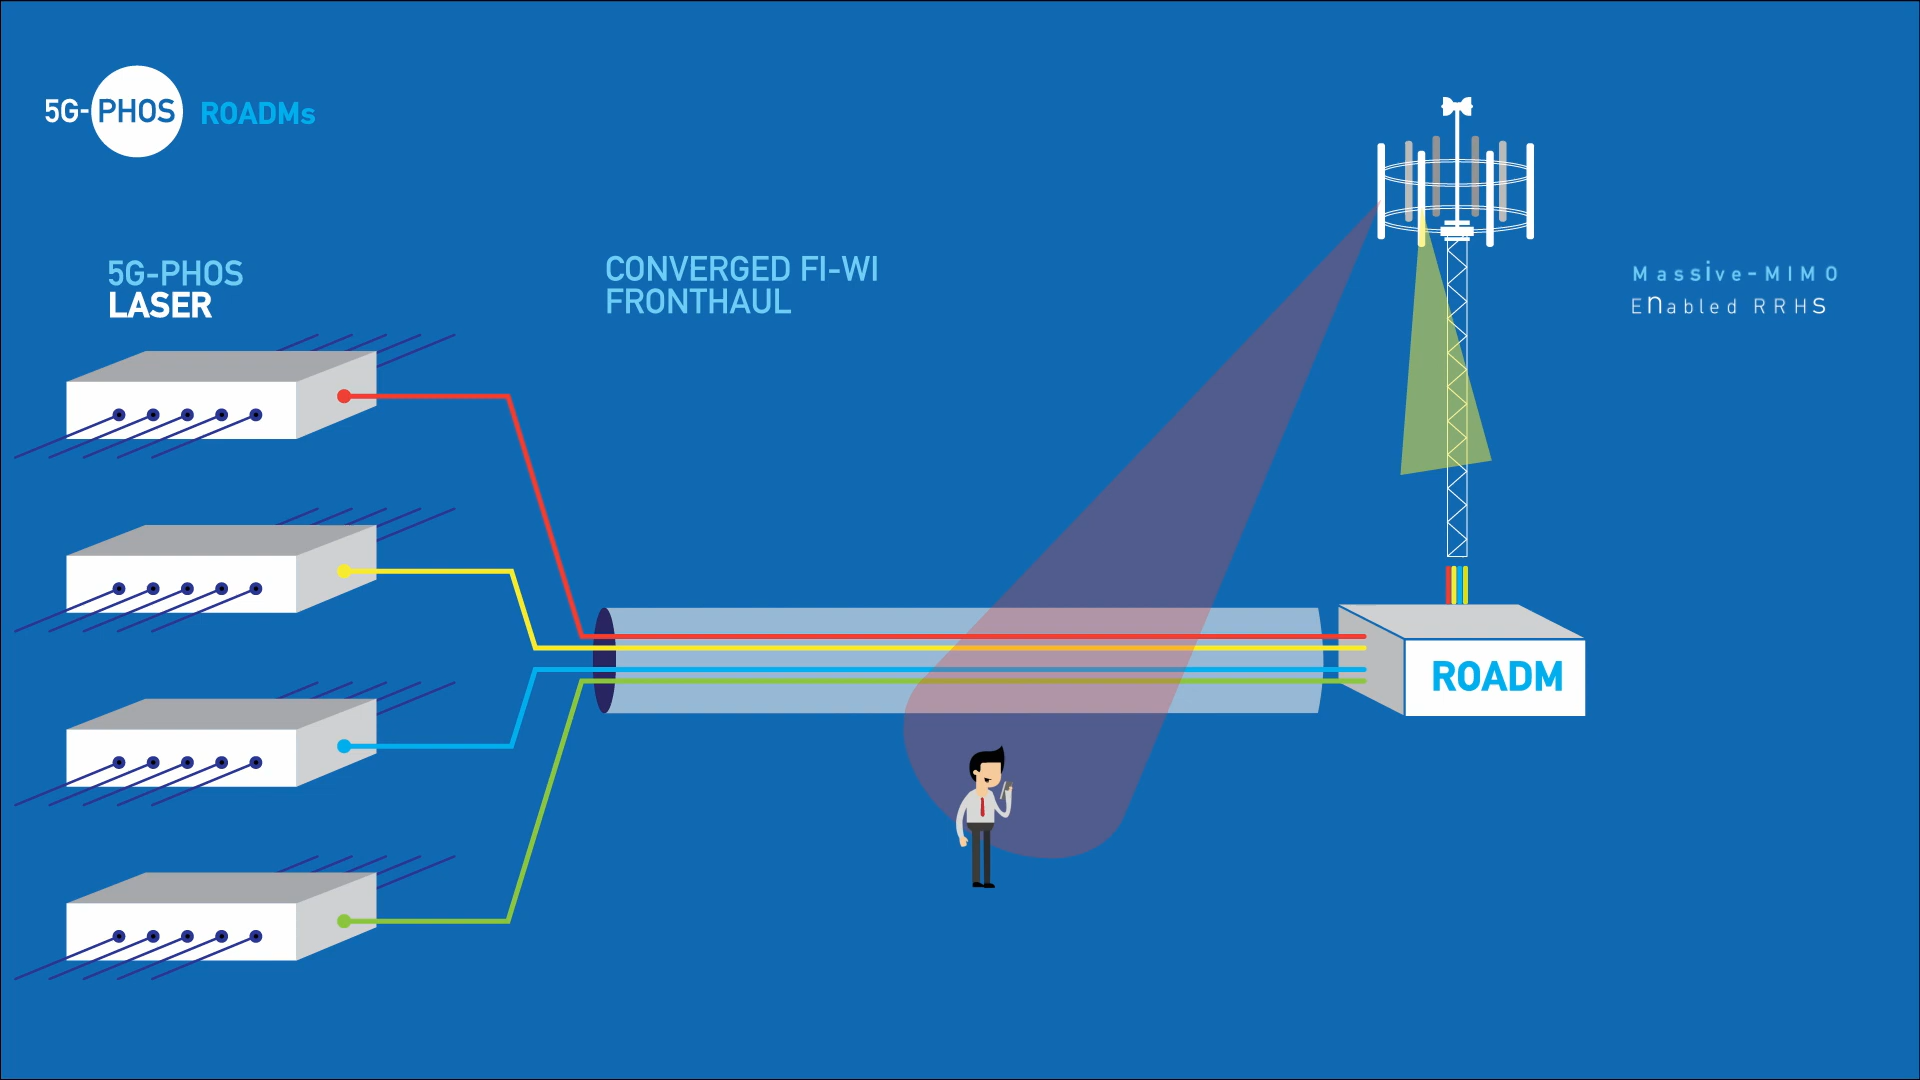 5G-PHOS ROADMs
5G-PHOS
LASER
CONVERGED FI-WI
FRONTHAUL
Massive-MIMO
Enabled RRHS
ROADM